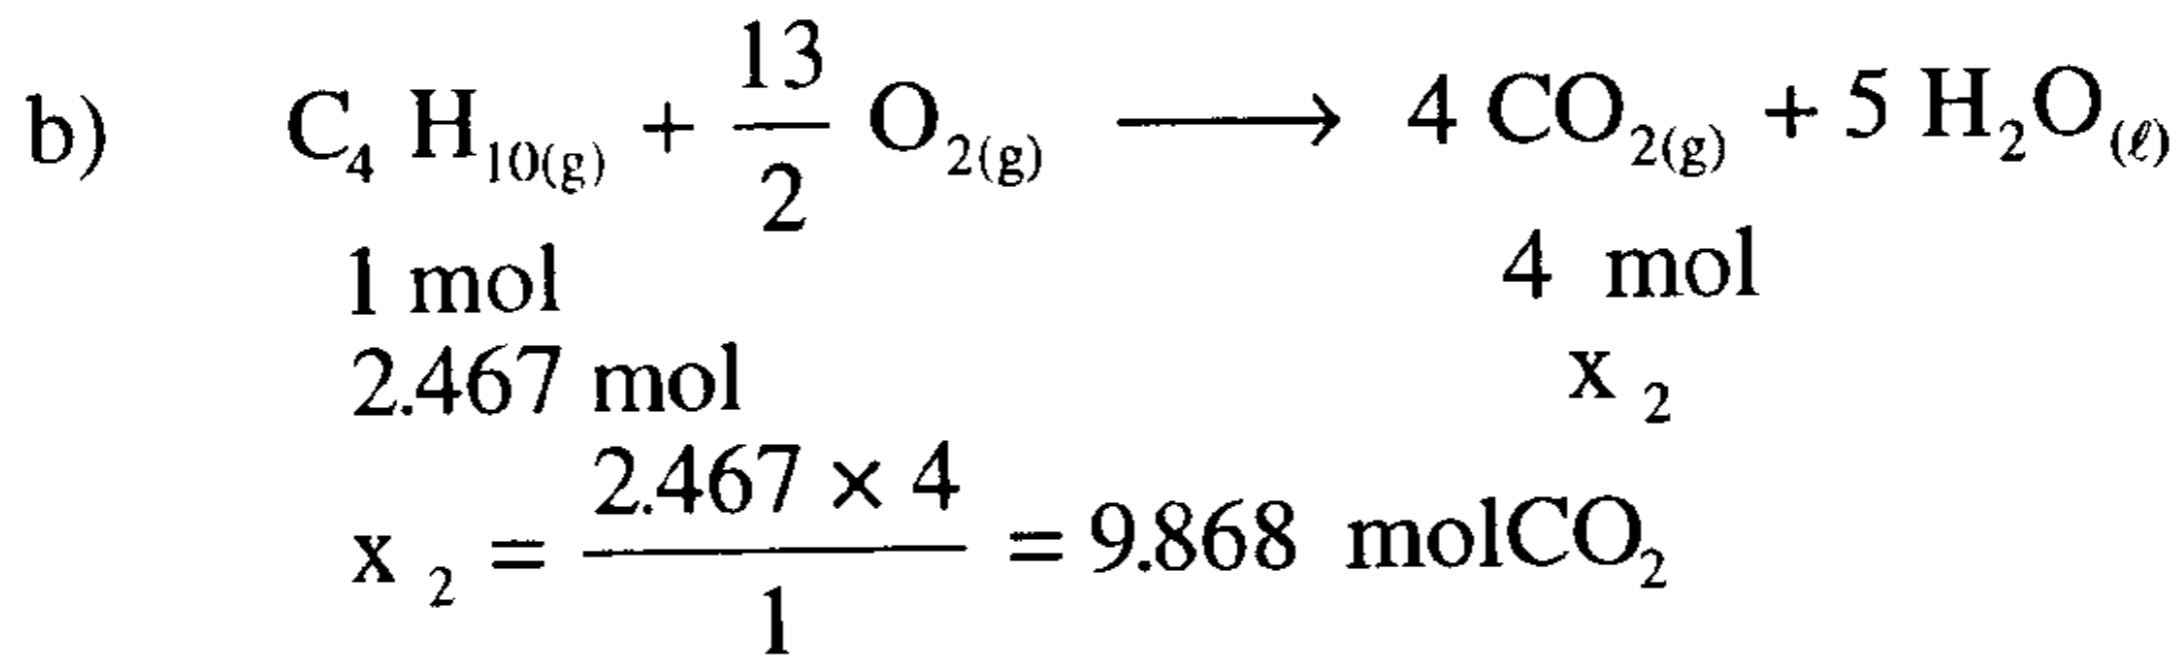 b) C₄ H₁₀(g) + 13/2 O₂(g) ⟶ 4 CO₂(g) + 5 H₂O(ℓ)
1 mol 4 mol
2.467 mol x ₂
x ₂ = 2.467 × 4 / 1 = 9.868 molCO₂